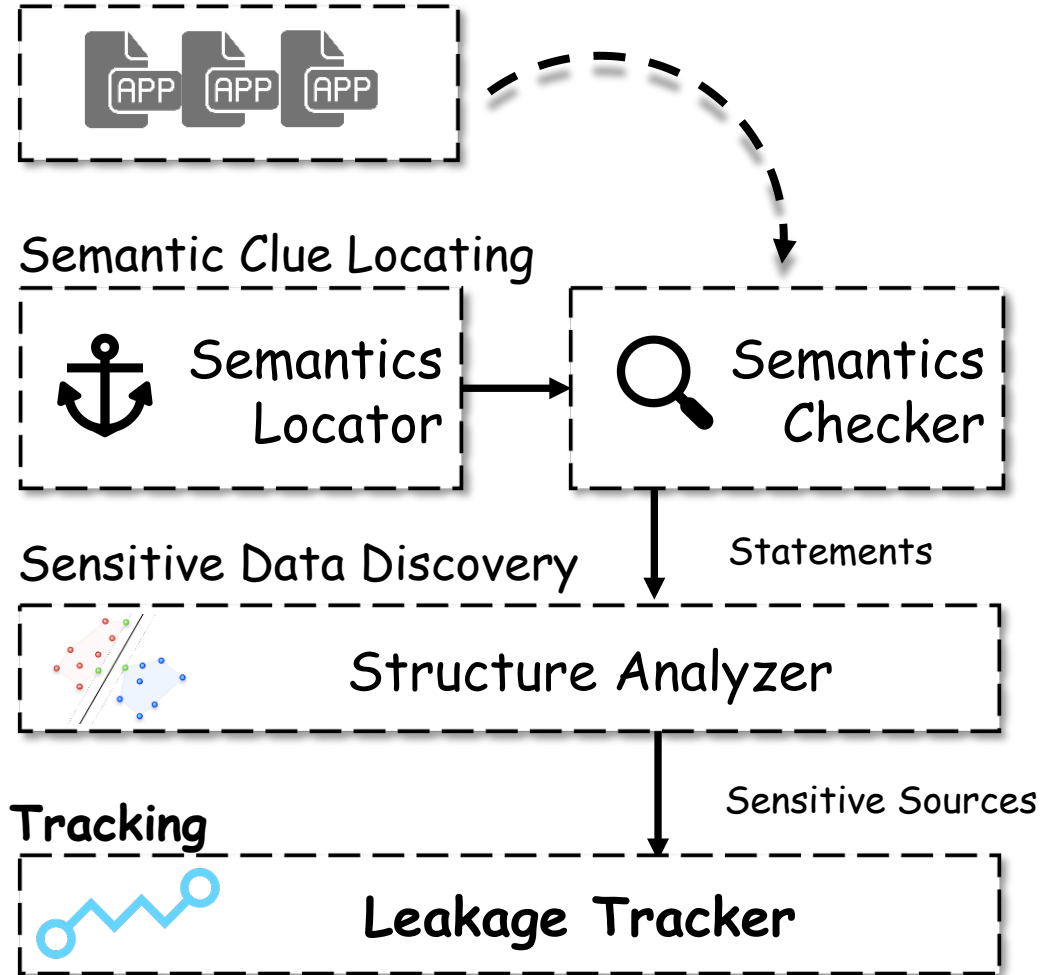 APP APP APP
Semantic Clue Locating
Semantics
Locator
Semantics
Checker
Statements
Sensitive Data Discovery
Structure Analyzer
Sensitive Sources
Tracking
Leakage Tracker